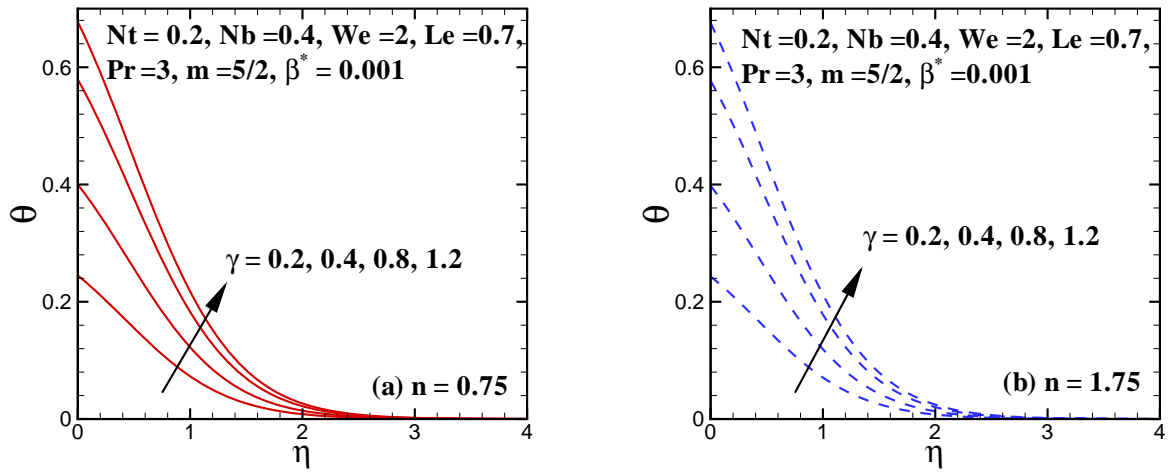 Nt = 0.2, Nb =0.4, We =2, Le =0.7,
Pr =3, m =5/2, β* = 0.001
γ = 0.2, 0.4, 0.8, 1.2
(a) n = 0.75
θ
0.6
0.4
0.2
0
0 1 2 3 4
η
Nt =0.2, Nb =0.4, We =2, Le =0.7,
Pr =3, m =5/2, β* =0.001
γ = 0.2, 0.4, 0.8, 1.2
(b) n = 1.75
θ
0.6
0.4
0.2
0
0 1 2 3 4
η